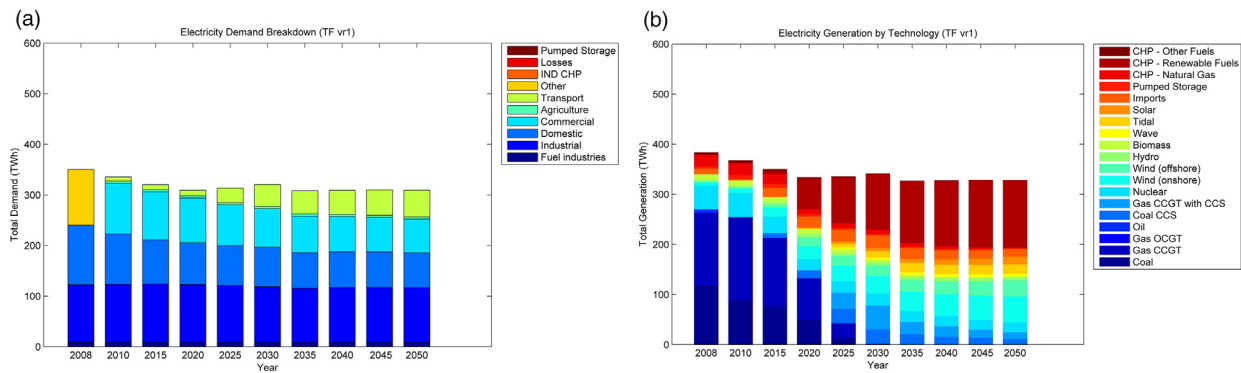 (a)
Electricity Demand Breakdown (TF vr1)
Total Demand (TWh)
600
500
400
300
200
100
0
2008 2010 2015 2020 2025 2030 2035 2040 2045 2050
Year
Pumped Storage
Losses
IND CHP
Other
Transport
Agriculture
Commercial
Domestic
Industrial
Fuel industries
(b)
Electricity Generation by Technology (TF vr1)
Total Generation (TWh)
600
500
400
300
200
100
0
2008 2010 2015 2020 2025 2030 2035 2040 2045 2050
Year
CHP - Other Fuels
CHP - Renewable Fuels
CHP - Natural Gas
Pumped Storage
Imports
Solar
Tidal
Wave
Biomass
Hydro
Wind (offshore)
Wind (onshore)
Nuclear
Gas CCGT with CCS
Coal CCS
Oil
Gas OCGT
Gas CCGT
Coal